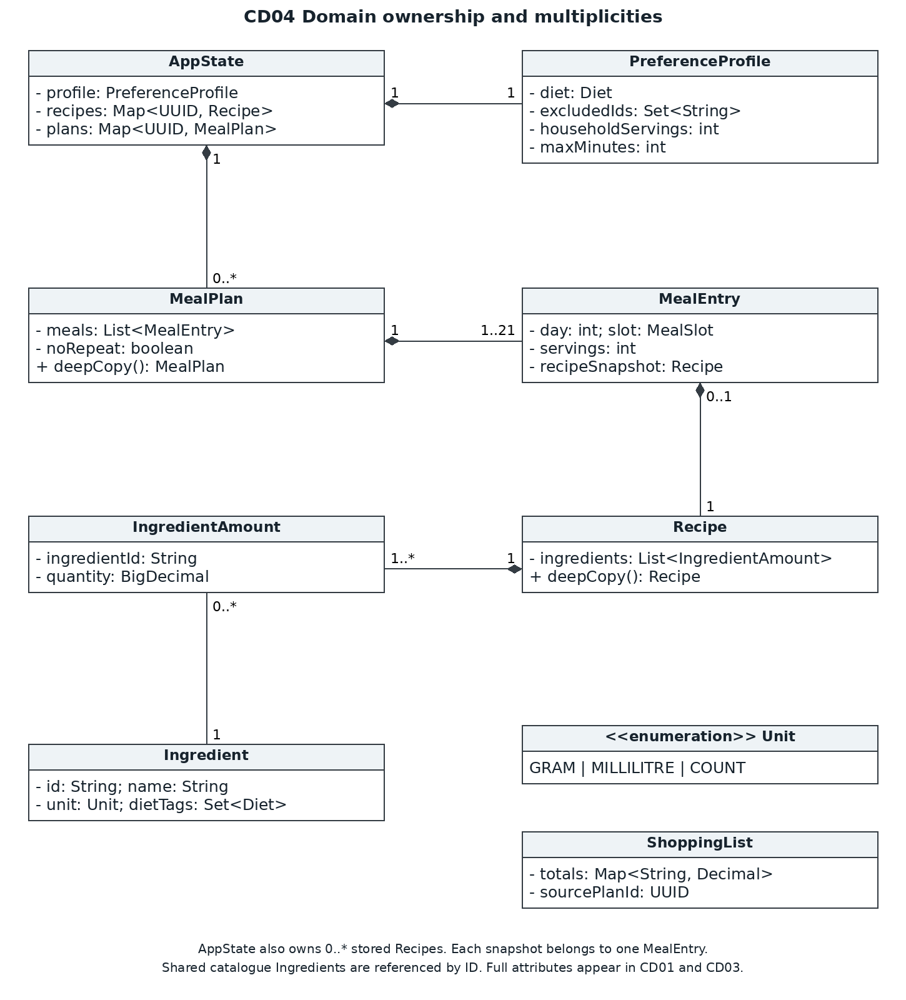 CD04 Domain ownership and multiplicities
AppState
- profile: PreferenceProfile
- recipes: Map<UUID, Recipe>
- plans: Map<UUID, MealPlan>
1
1
PreferenceProfile
- diet: Diet
- excludedIds: Set<String>
- householdServings: int
- maxMinutes: int
1
0..*
MealPlan
- meals: List<MealEntry>
- noRepeat: boolean
+ deepCopy(): MealPlan
1
1..21
MealEntry
- day: int; slot: MealSlot
- servings: int
- recipeSnapshot: Recipe
0..1
1
IngredientAmount
- ingredientId: String
- quantity: BigDecimal
1..*
1
Recipe
- ingredients: List<IngredientAmount>
+ deepCopy(): Recipe
0..*
1
Ingredient
- id: String; name: String
- unit: Unit; dietTags: Set<Diet>
<<enumeration>> Unit
GRAM | MILLILITRE | COUNT
ShoppingList
- totals: Map<String, Decimal>
- sourcePlanId: UUID
AppState also owns 0..* stored Recipes. Each snapshot belongs to one MealEntry.
Shared catalogue Ingredients are referenced by ID. Full attributes appear in CD01 and CD03.